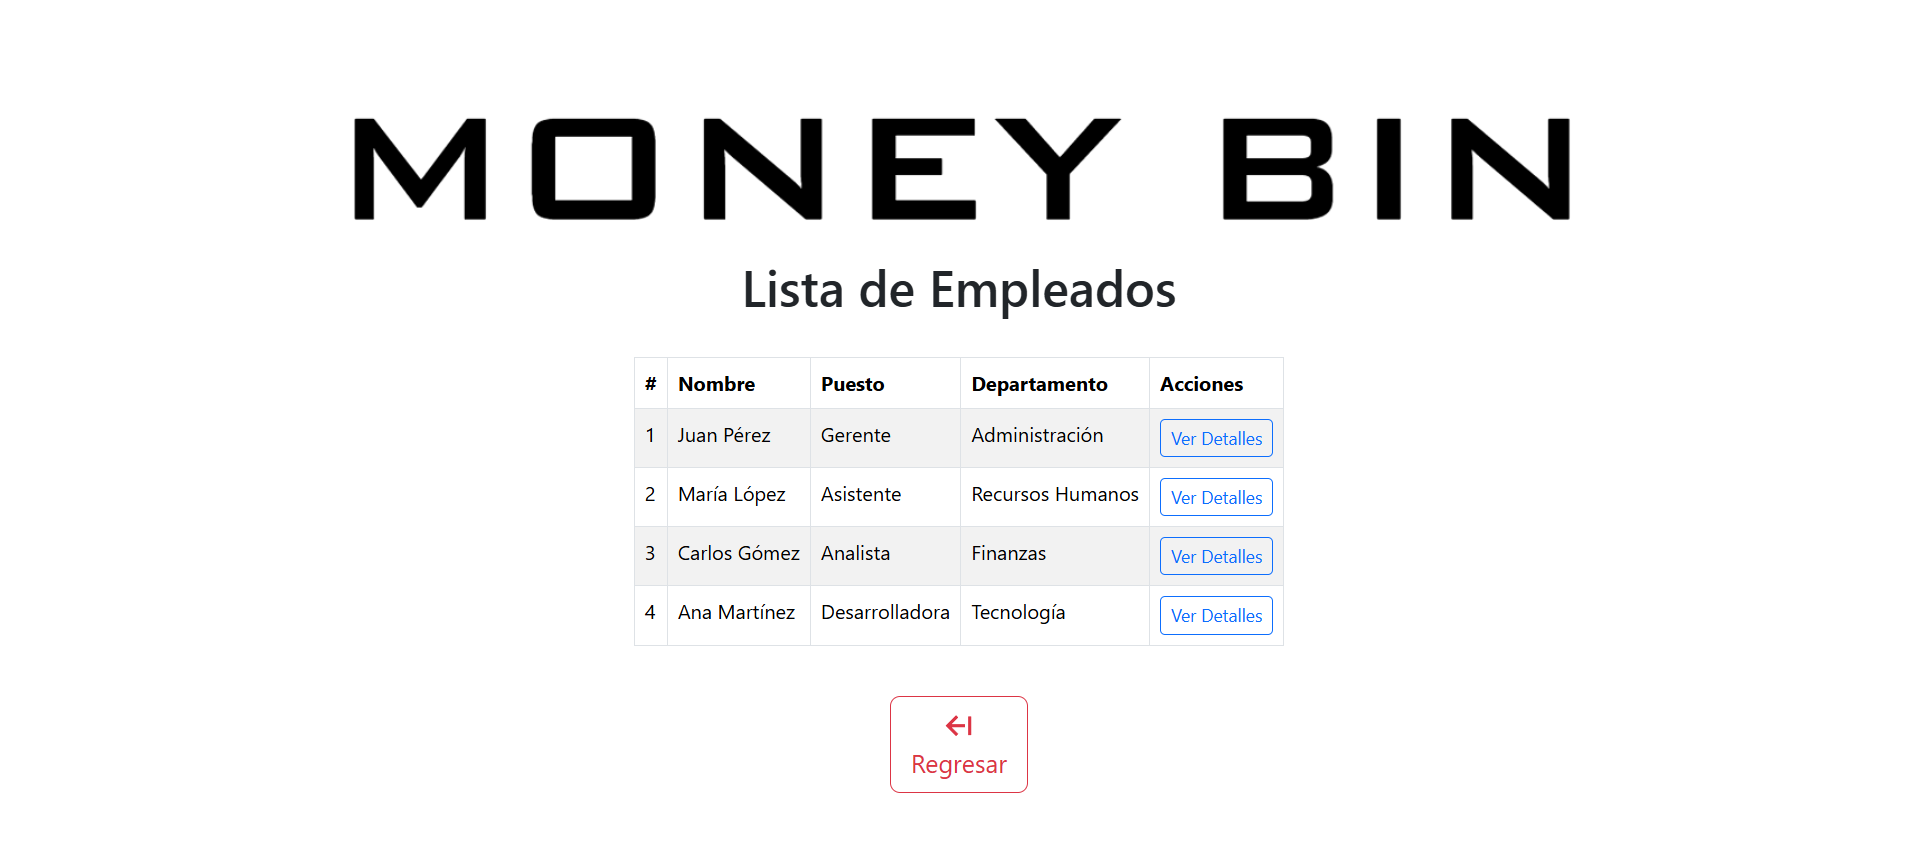 MONEY BIN
Lista de Empleados
# Nombre Puesto Departamento Acciones
1 Juan Pérez Gerente Administración Ver Detalles
2 María López Asistente Recursos Humanos Ver Detalles
3 Carlos Gómez Analista Finanzas Ver Detalles
4 Ana Martínez Desarrolladora Tecnología Ver Detalles
Regresar